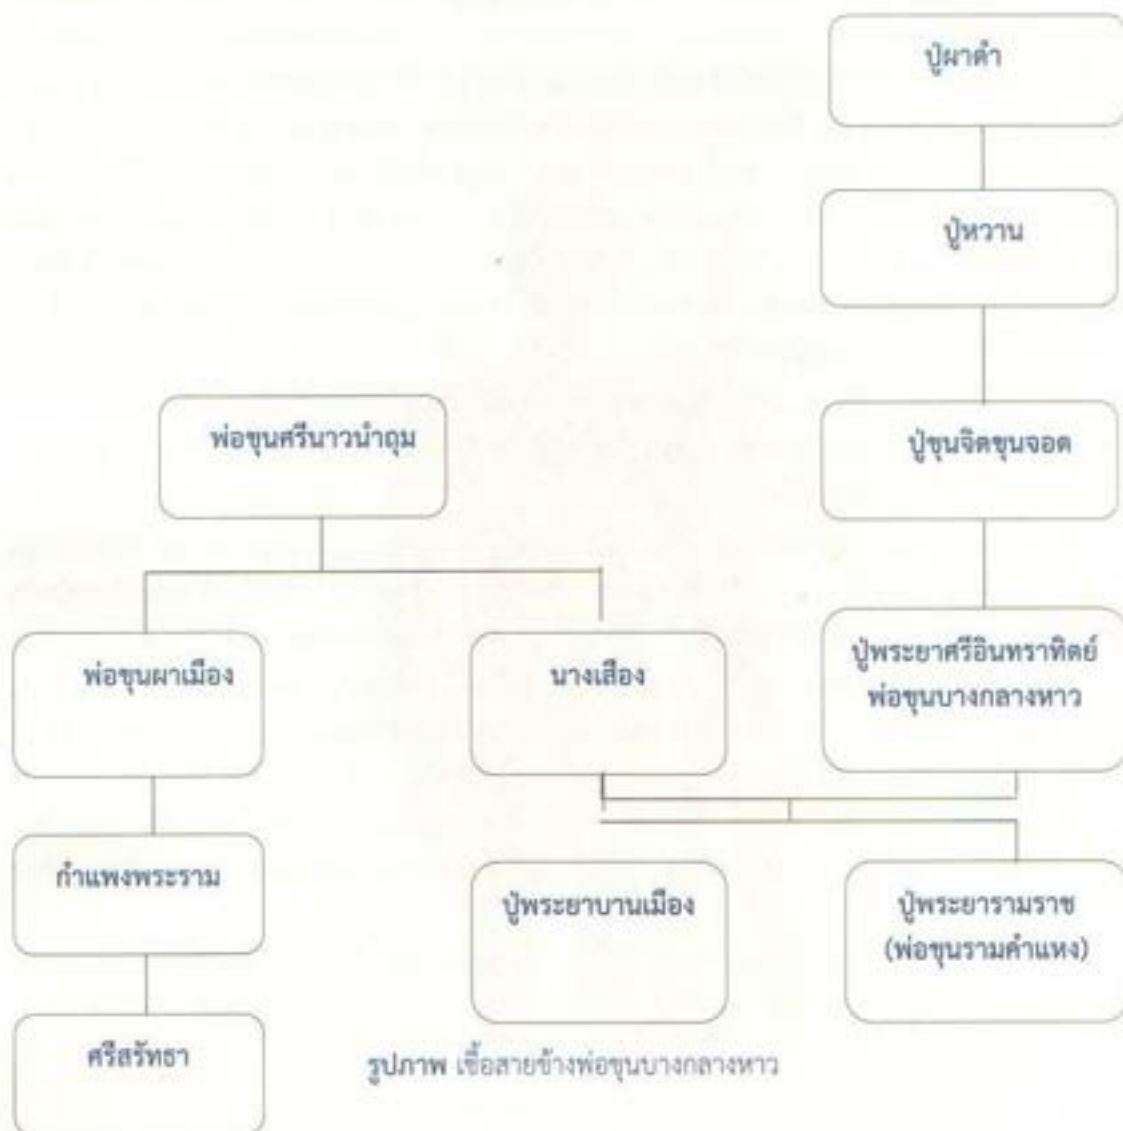 ปู่ผาดำ
ปู่หวาน
พ่อขุนศรีนาวนำถุม
ปู่ขุนจิดขุนจอด
พ่อขุนผาเมือง
นางเสือง
ปู่พระยาศรีอินทราทิตย์
พ่อขุนบางกลางหาว
กำแพงพระราม
ปู่พระยาบานเมือง
ปู่พระยารามราช
(พ่อขุนรามคำแหง)
ศรีสรัทธา
รูปภาพ เชื้อสายข้างพ่อขุนบางกลางหาว